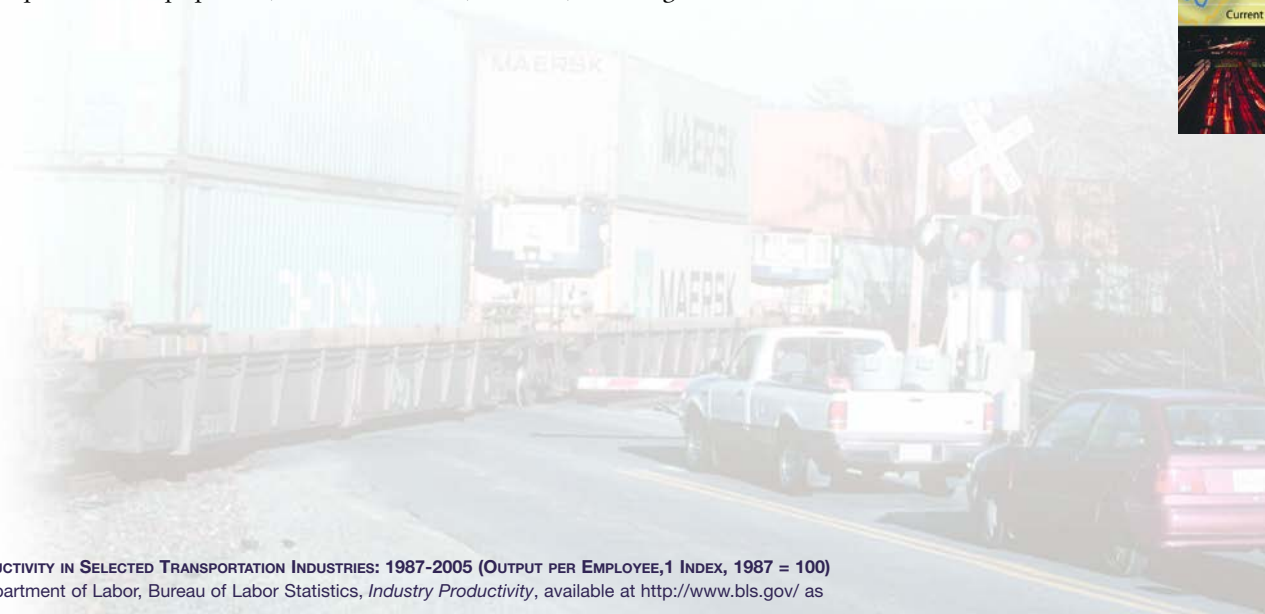 Current
MAERSK
MAERSK
MAERSK
UCTIVITY IN SELECTED TRANSPORTATION INDUSTRIES: 1987-2005 (OUTPUT PER EMPLOYEE,1 INDEX, 1987 = 100)
partment of Labor, Bureau of Labor Statistics, Industry Productivity, available at http://www.bls.gov/ as